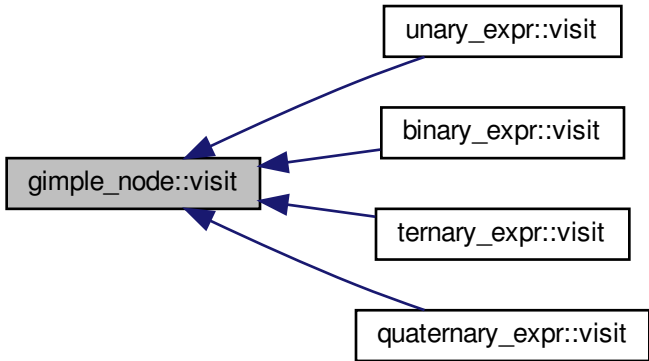 unary_expr::visit
binary_expr::visit
gimple_node::visit
ternary_expr::visit
quaternary_expr::visit